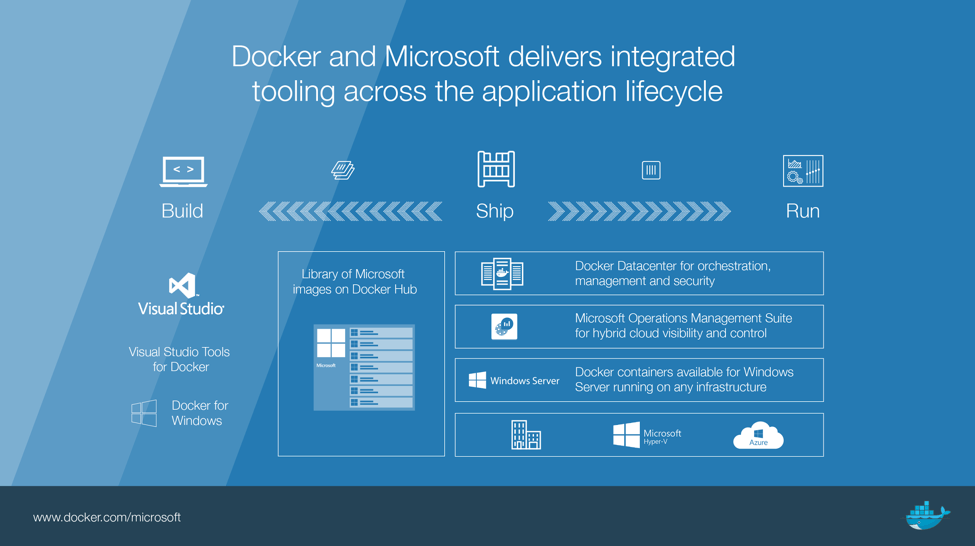 Docker and Microsoft delivers integrated
tooling across the application lifecycle
< >
Build
Ship
Run
Visual Studio
Visual Studio Tools
for Docker
Docker for
Windows
Library of Microsoft
images on Docker Hub
Microsoft
Docker Datacenter for orchestration,
management and security
Microsoft Operations Management Suite
for hybrid cloud visibility and control
Windows Server
Docker containers available for Windows
Server running on any infrastructure
Microsoft
Hyper-V
Azure
www.docker.com/microsoft